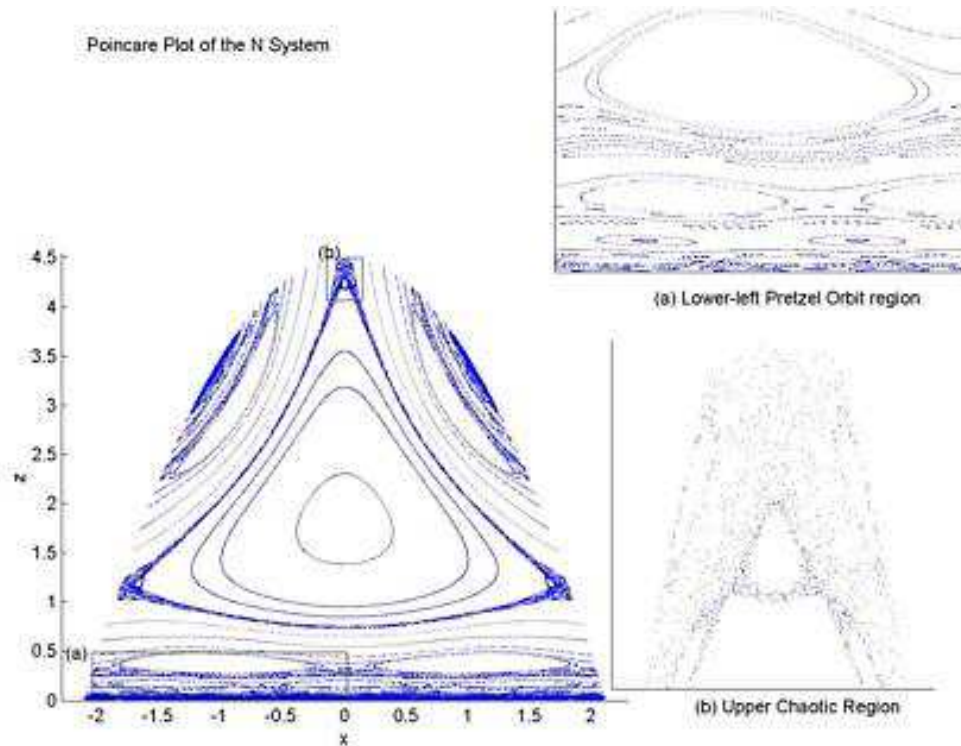 Poincare Plot of the N System
(a) Lower-left Pretzel Orbit region
(b)
4.5
4
3.5
3
2.5
2
1.5
1
0.5
0
z
(a)
-2 -1.5 -1 -0.5 0 0.5 1 1.5 2
x
(b) Upper Chaotic Region